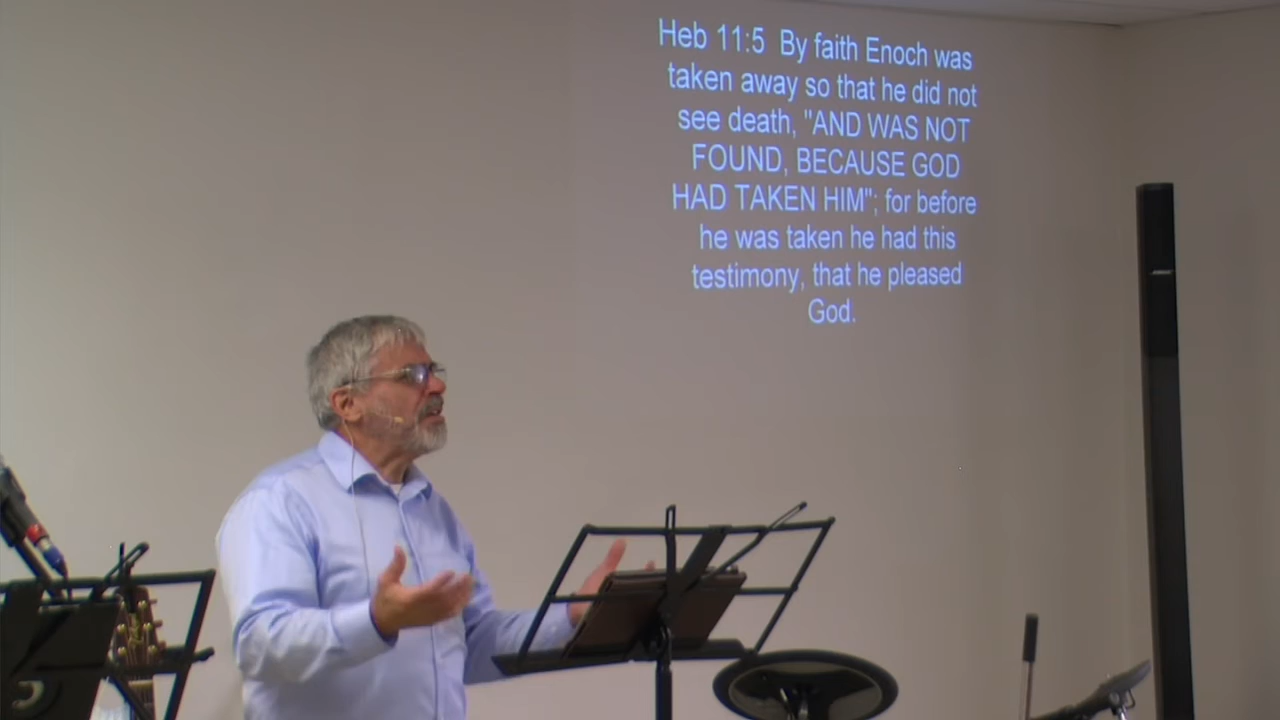 Heb 11:5 By faith Enoch was
taken away so that he did not
see death, "AND WAS NOT
FOUND, BECAUSE GOD
HAD TAKEN HIM"; for before
he was taken he had this
testimony, that he pleased
God.